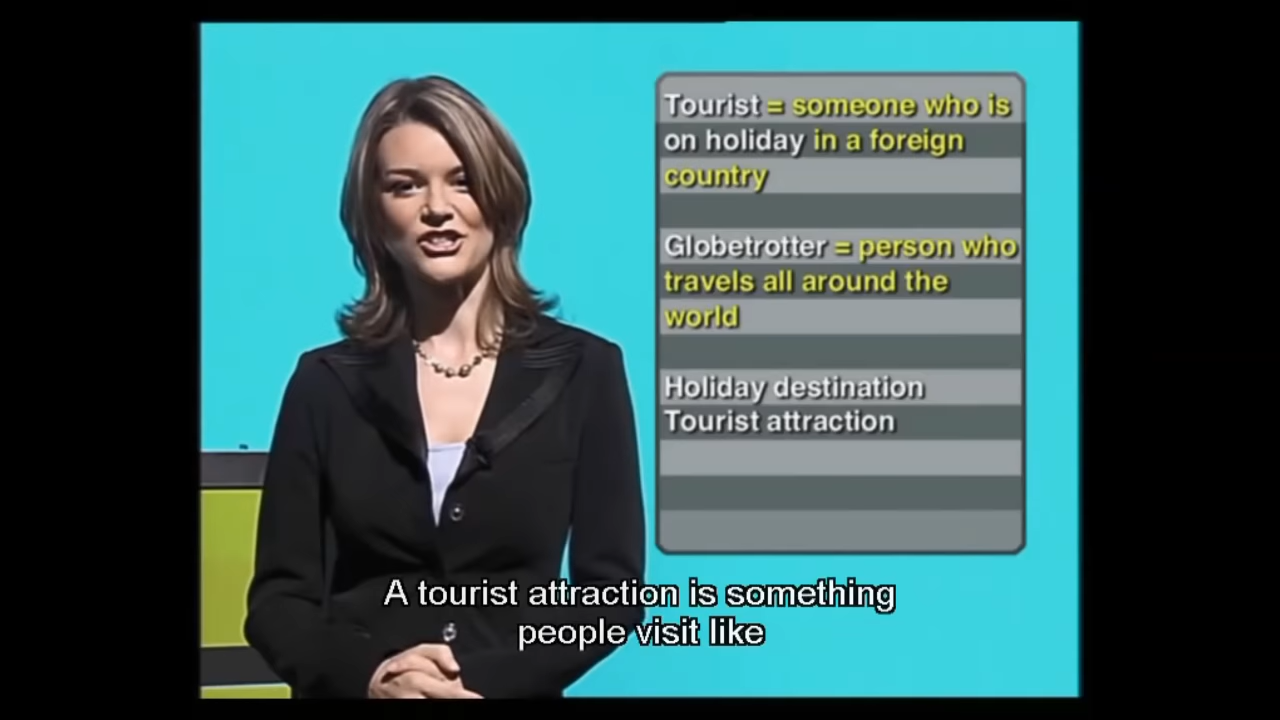 Tourist = someone who is
on holiday in a foreign
country
Globetrotter = person who
travels all around the
world
Holiday destination
Tourist attraction
A tourist attraction is something
people visit like